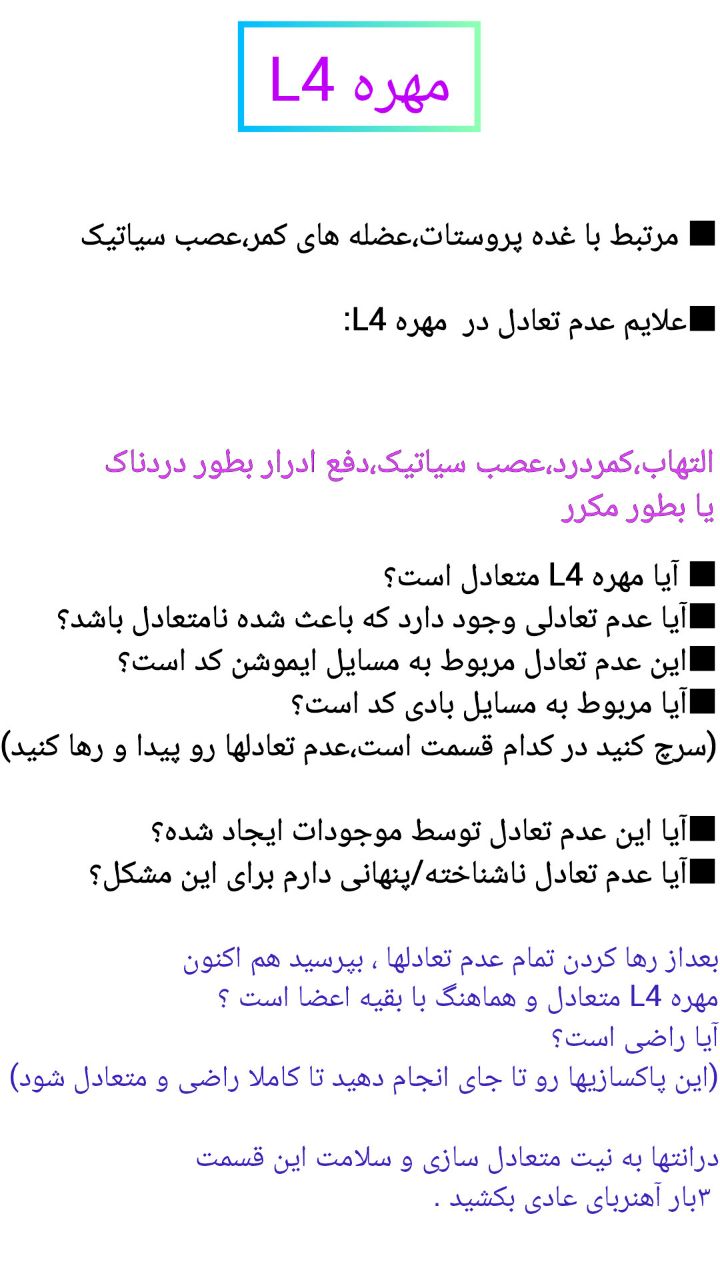 مهره L4
■ مرتبط با غده پروستات،عضله های کمر،عصب سیاتیک
■علایم عدم تعادل در مهره L4:
التهاب،کمردرد،عصب سیاتیک،دفع ادرار بطور دردناک
یا بطور مکرر
■ آیا مهره L4 متعادل است؟
■آیا عدم تعادلی وجود دارد که باعث شده نامتعادل باشد؟
■این عدم تعادل مربوط به مسایل ایموشن کد است؟
■آیا مربوط به مسایل بادی کد است؟
(سرچ کنید در کدام قسمت است،عدم تعادلها رو پیدا و رها کنید)
■آیا این عدم تعادل توسط موجودات ایجاد شده؟
■آیا عدم تعادل ناشناخته/پنهانی دارم برای این مشکل؟
بعداز رها کردن تمام عدم تعادلها ، بپرسید هم اکنون
مهره L4 متعادل و هماهنگ با بقیه اعضا است ؟
آیا راضی است؟
(این پاکسازیها رو تا جای انجام دهید تا کاملا راضی و متعادل شود)
درانتها به نیت متعادل سازی و سلامت این قسمت
۳بار آهنربای عادی بکشید .